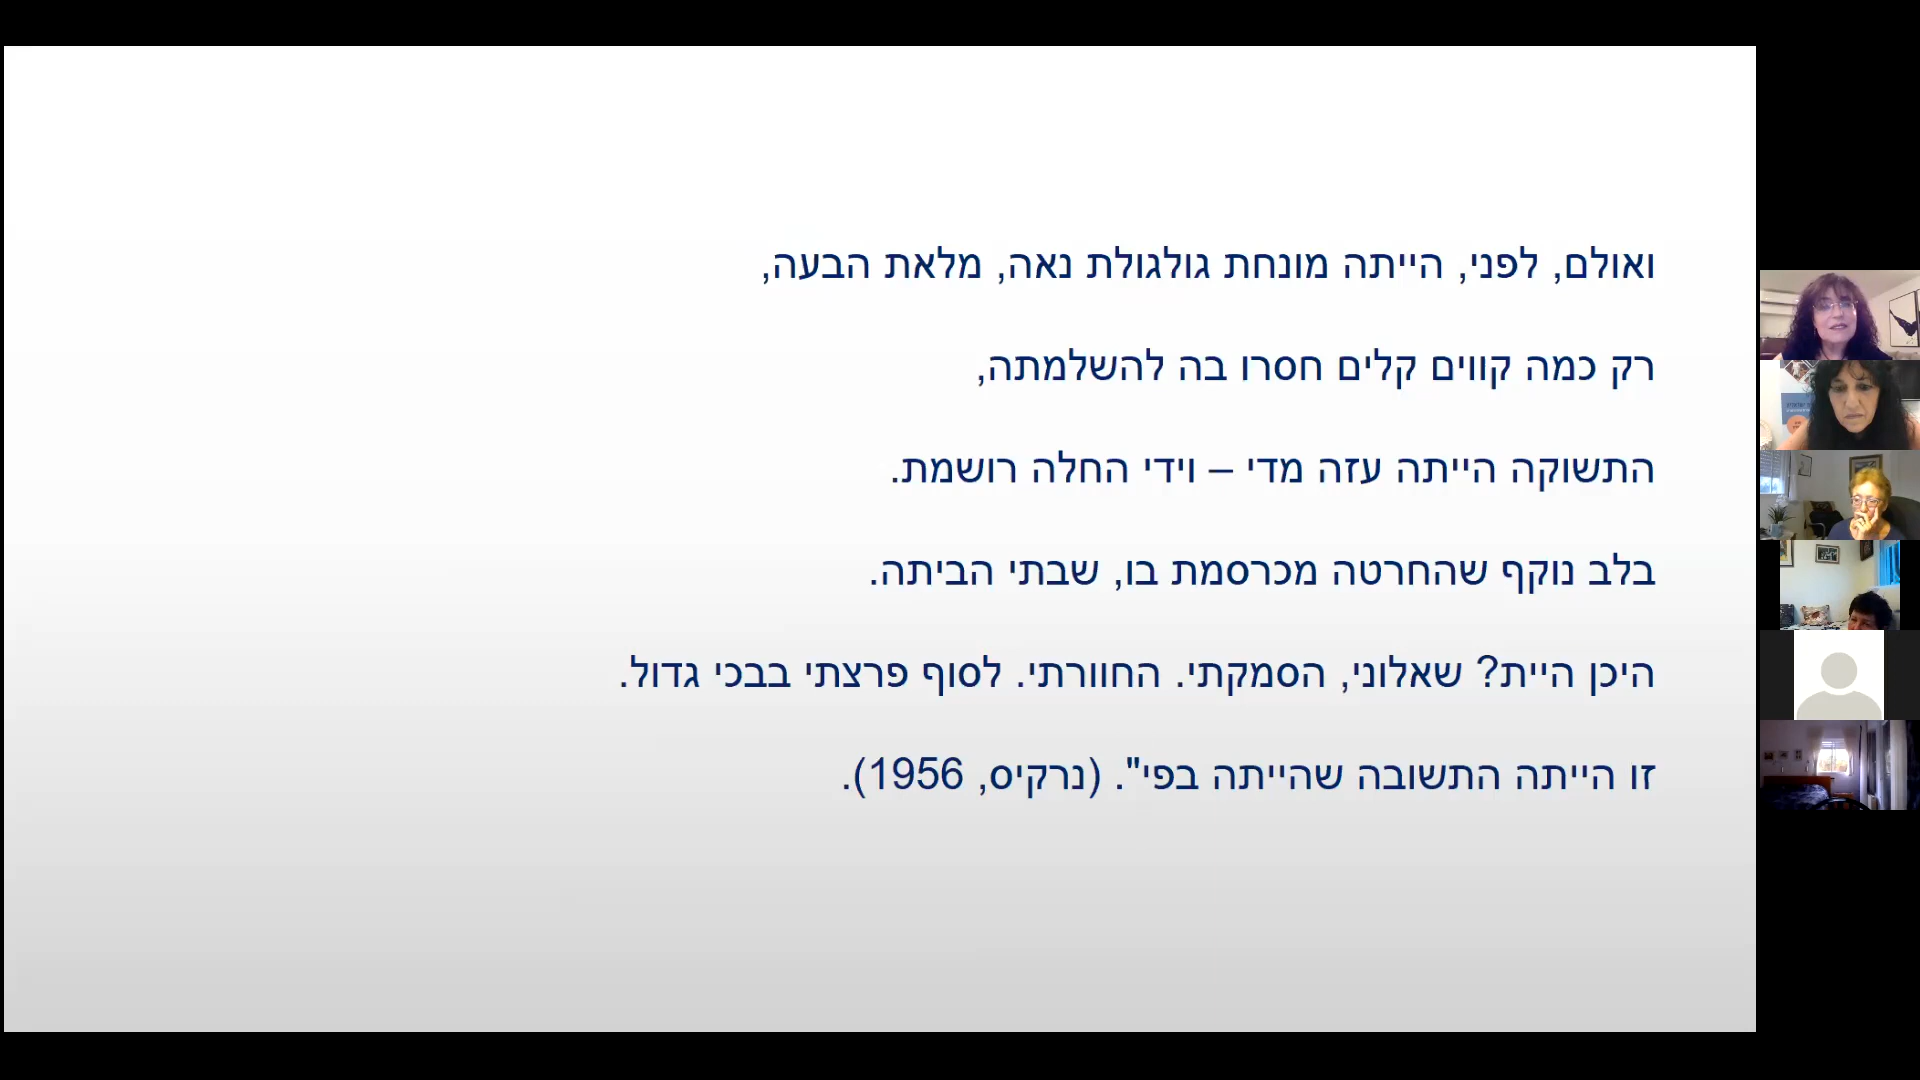 ואולם, לפני, הייתה מונחת גולגולת נאה, מלאת הבעה,
רק כמה קווים קלים חסרו בה להשלמתה,
התשוקה הייתה עזה מדי – וידי החלה רושמת.
בלב נוקף שהחרטה מכרסמת בו, שבתי הביתה.
היכן היית? שאלוני, הסמקתי. החוורתי. לסוף פרצתי בבכי גדול.
זו הייתה התשובה שהייתה בפי". (נרקיס, 1956).